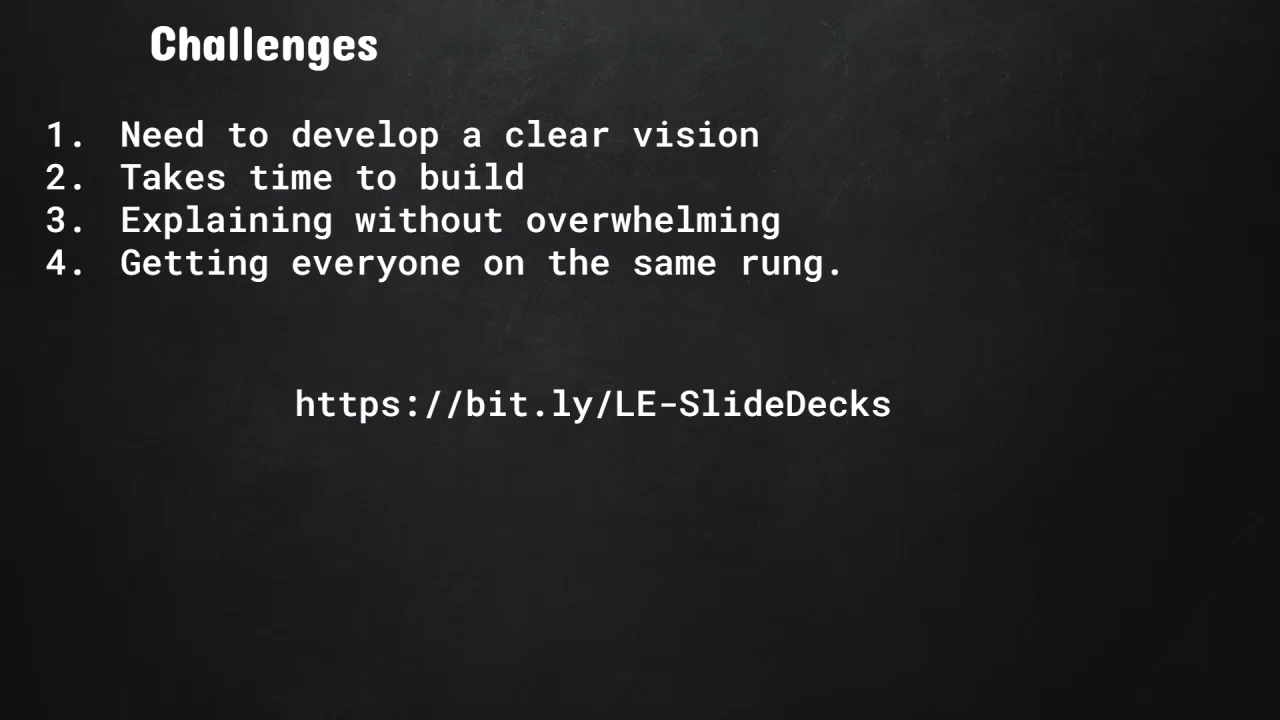 Challenges
1. Need to develop a clear vision
2. Takes time to build
3. Explaining without overwhelming
4. Getting everyone on the same rung.
https://bit.ly/LE-SlideDecks